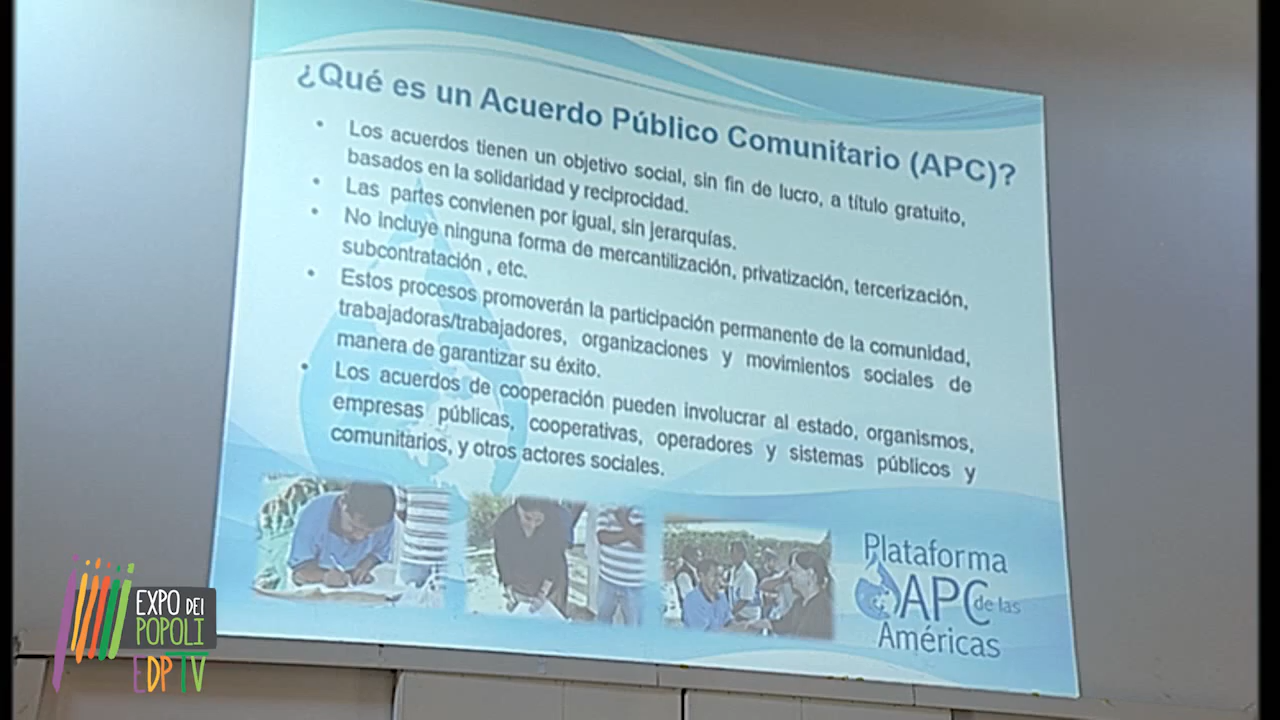 ¿Qué es un Acuerdo Público Comunitario (APC)?
• Los acuerdos tienen un objetivo social, sin fin de lucro, a título gratuito,
basados en la solidaridad y reciprocidad.
• Las partes convienen por igual, sin jerarquías.
• No incluye ninguna forma de mercantilización, privatización, tercerización,
subcontratación , etc.
• Estos procesos promoverán la participación permanente de la comunidad,
trabajadoras/trabajadores, organizaciones y movimientos sociales de
manera de garantizar su éxito.
• Los acuerdos de cooperación pueden involucrar al estado, organismos,
empresas públicas, cooperativas, operadores y sistemas públicos y
comunitarios, y otros actores sociales.
Plataforma
APC de las
Américas
EXPO DEI
POPOLI
EDPTV